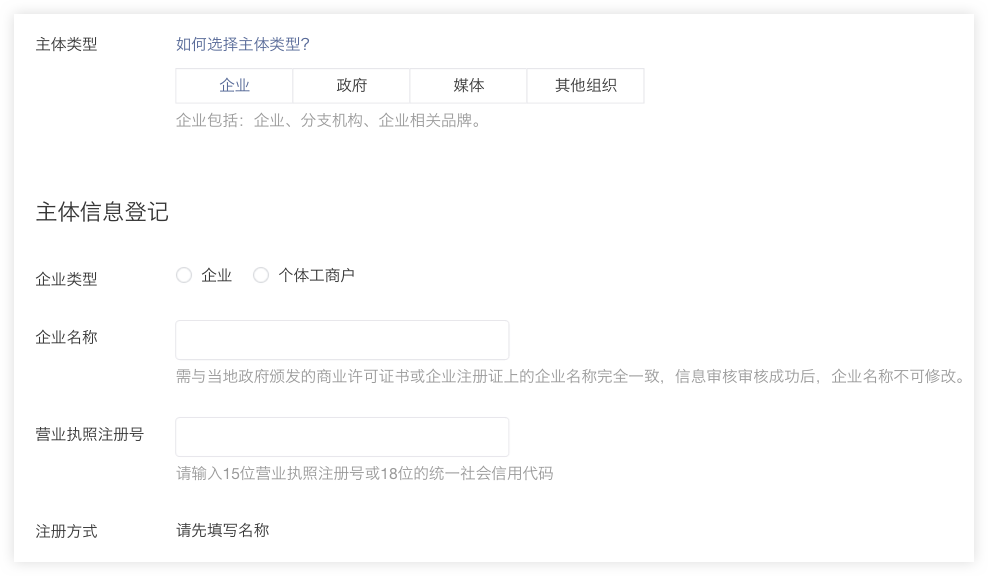 主体类型 如何选择主体类型?
企业 政府 媒体 其他组织
企业包括：企业、分支机构、企业相关品牌。
主体信息登记
企业类型 企业 个体工商户
企业名称
需与当地政府颁发的商业许可证书或企业注册证上的企业名称完全一致，信息审核审核成功后，企业名称不可修改。
营业执照注册号
请输入15位营业执照注册号或18位的统一社会信用代码
注册方式 请先填写名称